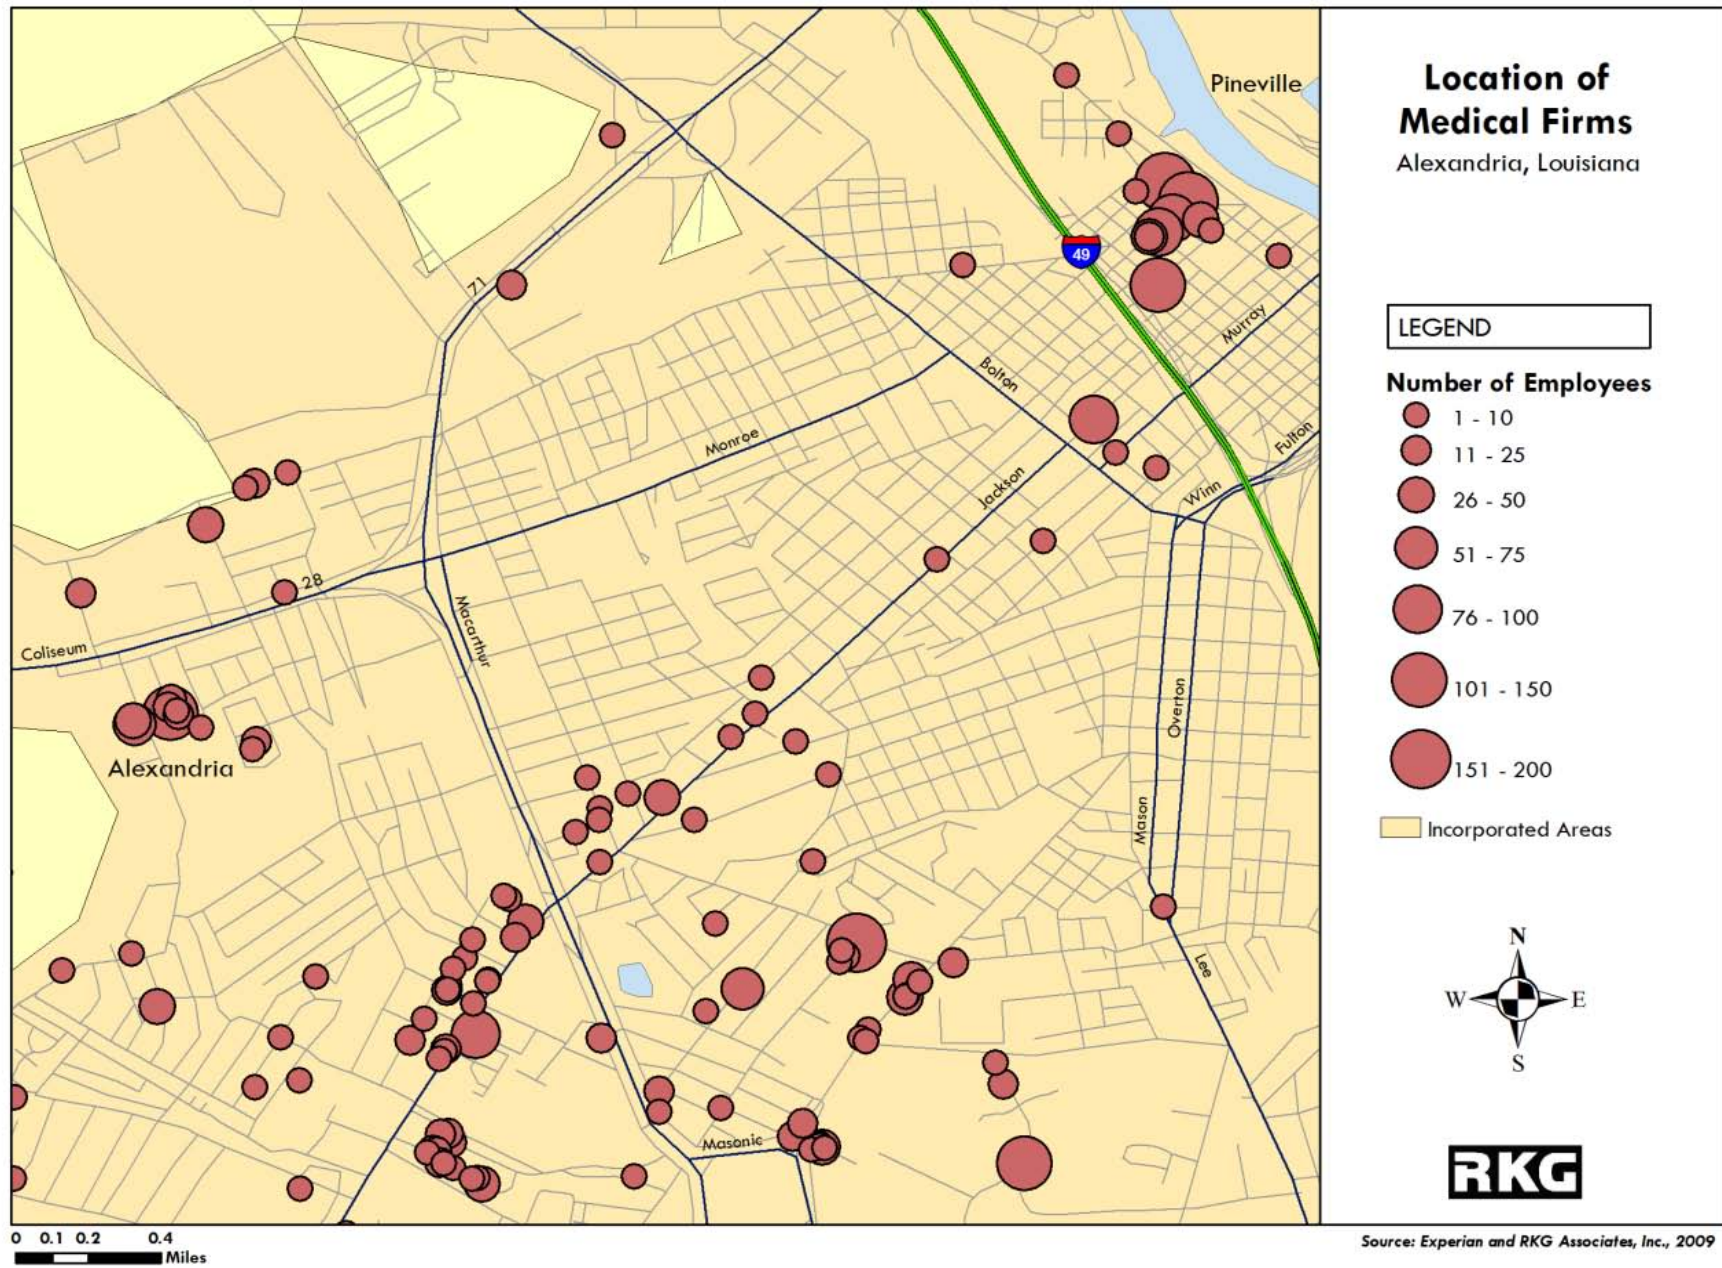 Location of
Medical Firms
Alexandria, Louisiana
LEGEND
Number of Employees
1 - 10
11 - 25
26 - 50
51 - 75
76 - 100
101 - 150
151 - 200
Incorporated Areas
N
W E
S
RKG
Pineville
71
49
Murray
Bolton
Fulton
Monroe
Jackson
Winn
28
Macarthur
Coliseum
Overton
Alexandria
Mason
Lee
Masonic
0 0.1 0.2 0.4
Miles
Source: Experian and RKG Associates, Inc., 2009